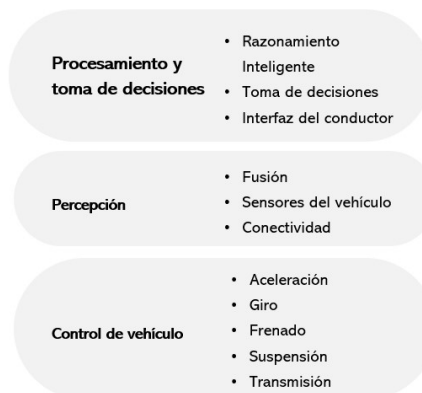 Procesamiento y
toma de decisiones
• Razonamiento
Inteligente
• Toma de decisiones
• Interfaz del conductor
Percepción
• Fusión
• Sensores del vehículo
• Conectividad
Control de vehículo
• Aceleración
• Giro
• Frenado
• Suspensión
• Transmisión